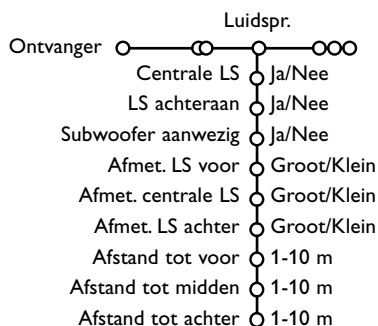 Luidspr.
Ontvanger
Centrale LS Ja/Nee
LS achteraan Ja/Nee
Subwoofer aanwezig Ja/Nee
Afmet. LS voor Groot/Klein
Afmet. centrale LS Groot/Klein
Afmet. LS achter Groot/Klein
Afstand tot voor 1-10 m
Afstand tot midden 1-10 m
Afstand tot achter 1-10 m